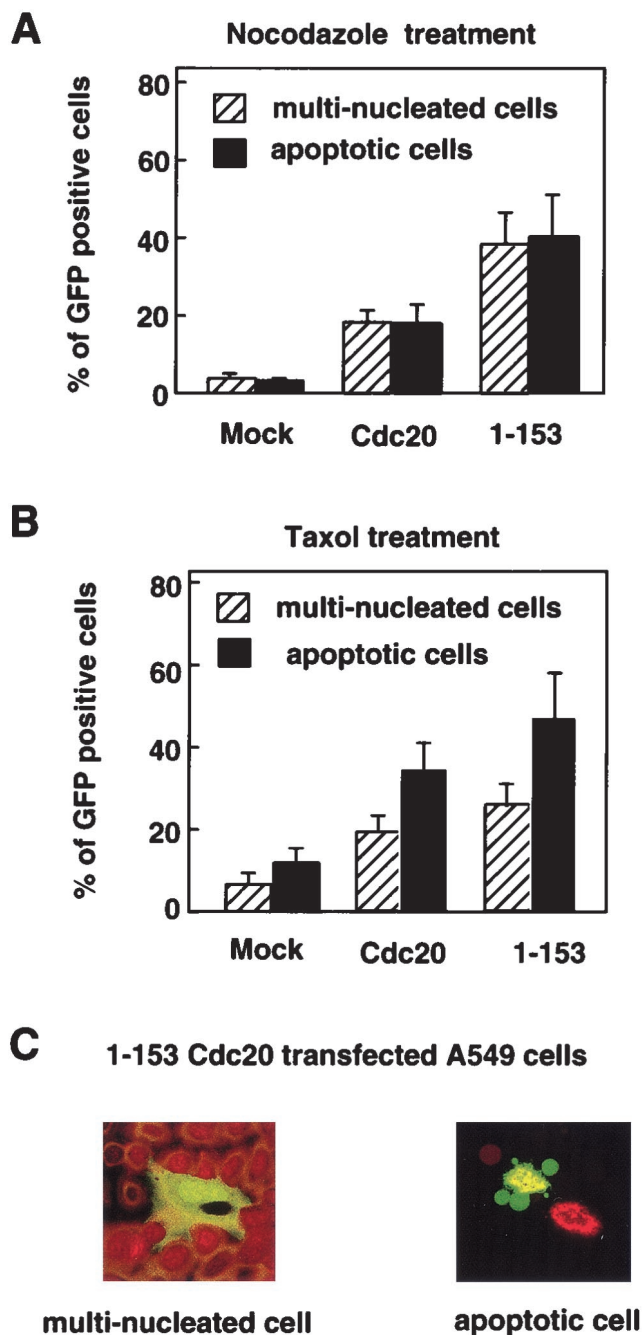 A
Nocodazole treatment
% of GFP positive cells
80
60
40
20
0
multi-nucleated cells
apoptotic cells
Mock Cdc20 1-153
B
Taxol treatment
% of GFP positive cells
80
60
40
20
0
multi-nucleated cells
apoptotic cells
Mock Cdc20 1-153
C
1-153 Cdc20 transfected A549 cells
multi-nucleated cell apoptotic cell